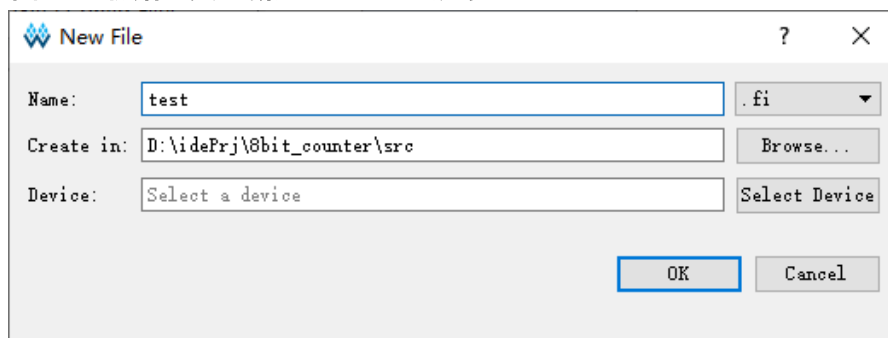 New File ? ×
Name: test .fi
Create in: D:\idePrj\8bit_counter\src Browse...
Device: Select a device Select Device
OK Cancel